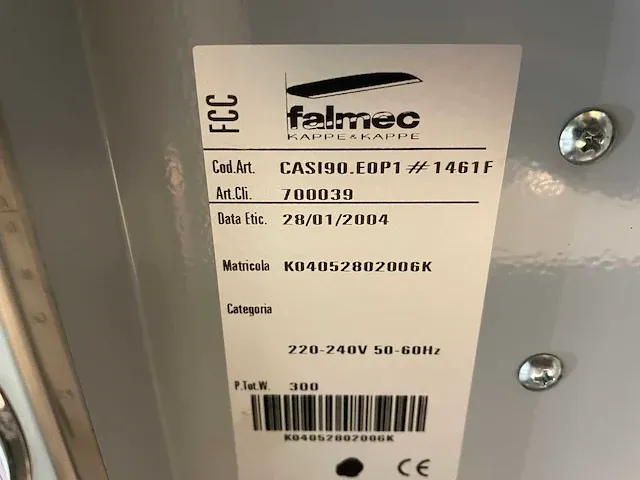 FCC
falmec
KAPPE & KAPPE
Cod.Art. CASI90.E0P1#1461F
Art.Cli. 700039
Data Etic. 28/01/2004
Matricola K04052802006K
Categoria
220-240V 50-60Hz
P.Tot.W. 300
K04052802006K
CE